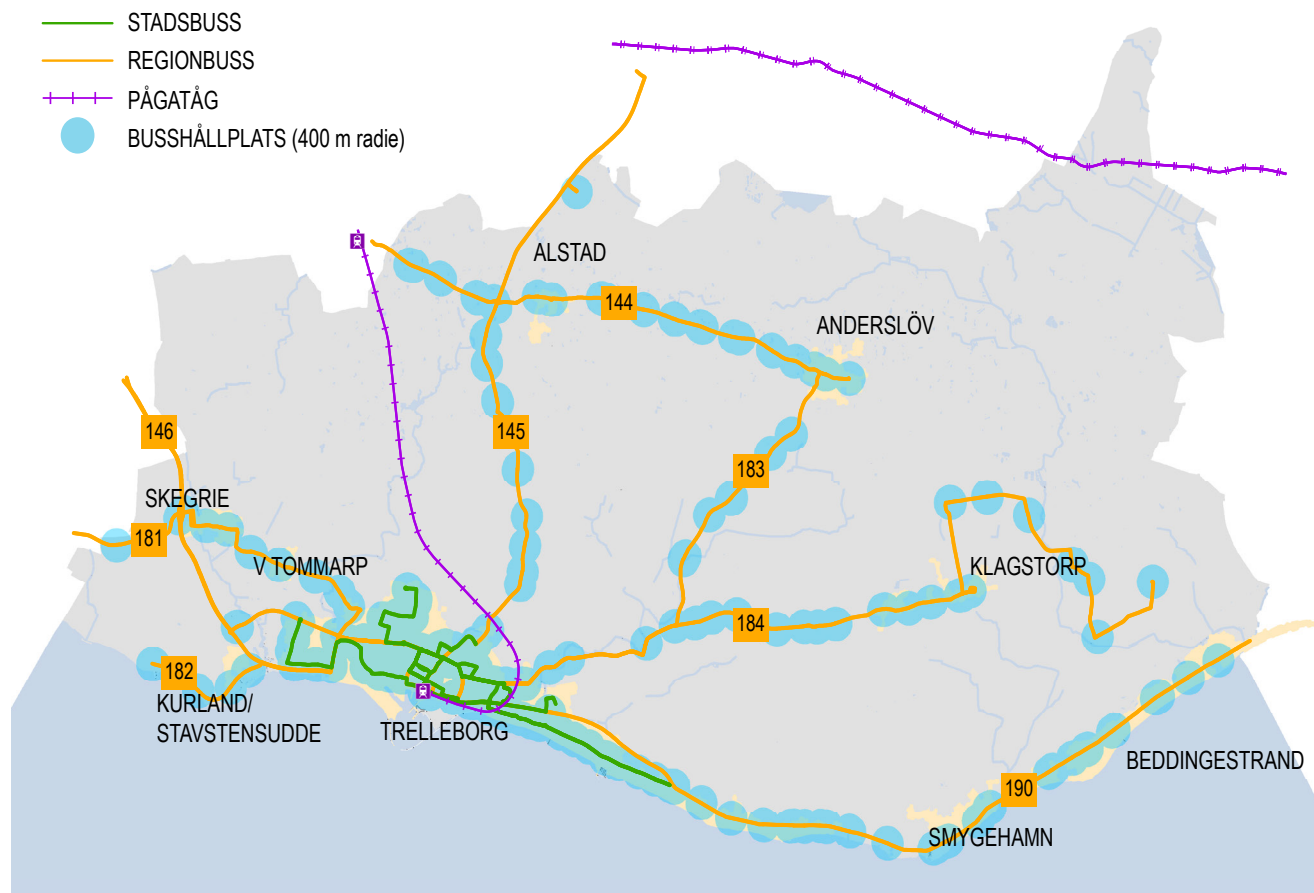 STADSBUSS
REGIONBUSS
PÅGATÅG
BUSSHÅLLPLATS (400 m radie)
ALSTAD
144
ANDERSLÖV
146
145
183
SKEGRIE
181
V TOMMARP
KLAGSTORP
184
182
KURLAND/
STAVSTENSUDDE
TRELLEBORG
BEDDINGESTRAND
190
SMYGEHAMN